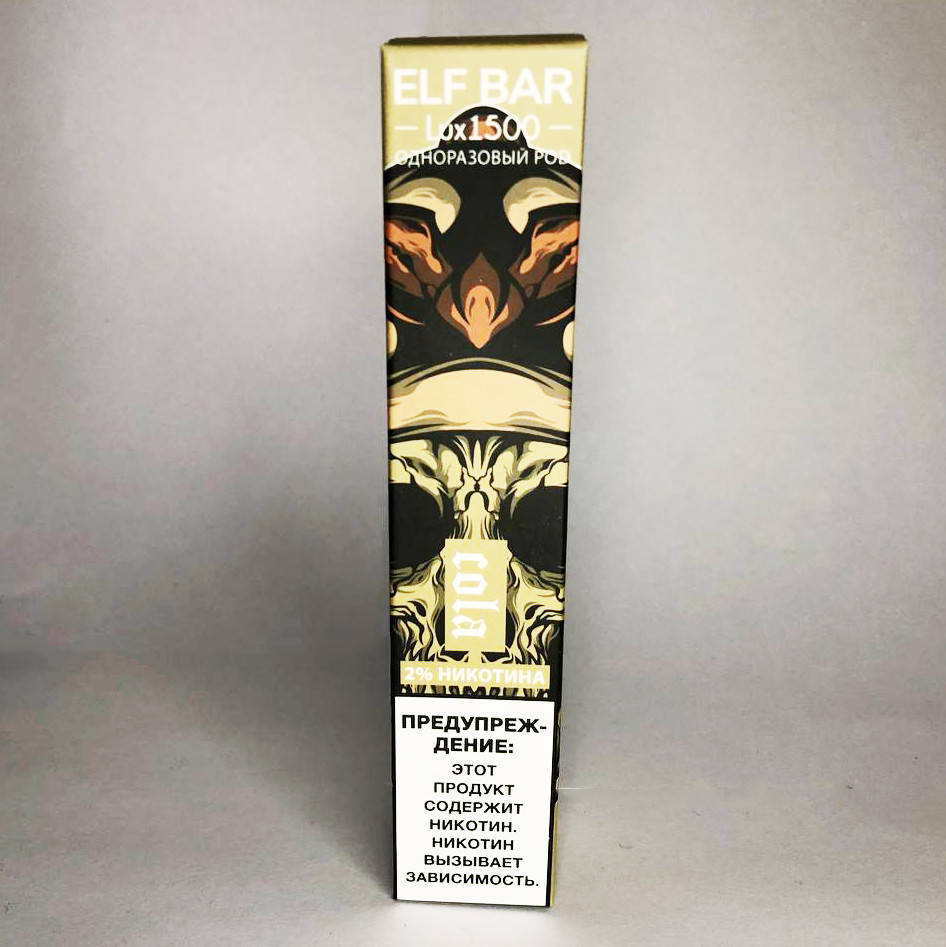 ELF BAR
Lux1500
ОДНОРАЗОВЫЙ POD
Cola
2% НИКОТИНА
ПРЕДУПРЕЖ-
ДЕНИЕ:
ЭТОТ
ПРОДУКТ
СОДЕРЖИТ
НИКОТИН.
НИКОТИН
ВЫЗЫВАЕТ
ЗАВИСИМОСТЬ.